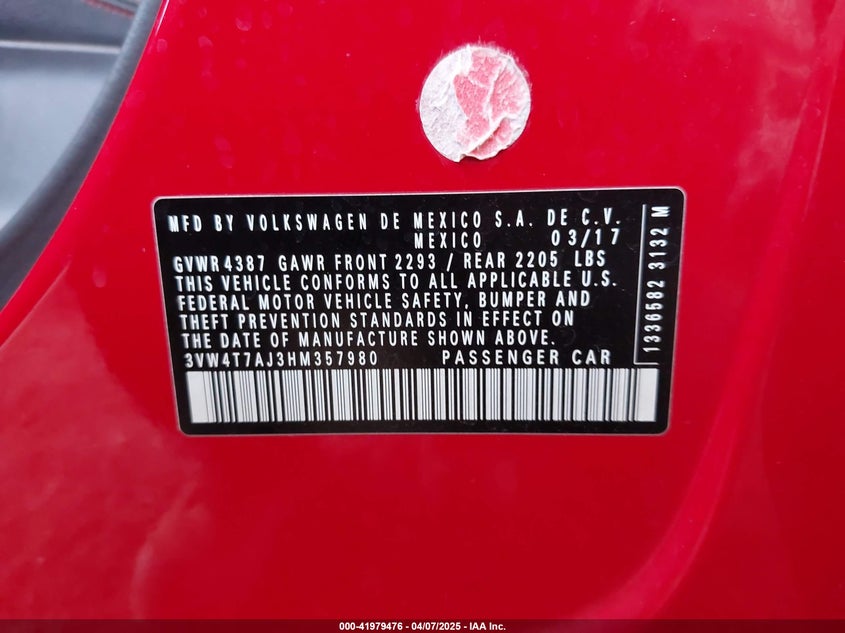 MFD BY VOLKSWAGEN DE MEXICO S.A. DE C.V.
MEXICO 03/17
GVWR 4387 GAWR FRONT 2293 / REAR 2205 LBS
THIS VEHICLE CONFORMS TO ALL APPLICABLE U.S.
FEDERAL MOTOR VEHICLE SAFETY, BUMPER AND
THEFT PREVENTION STANDARDS IN EFFECT ON
THE DATE OF MANUFACTURE SHOWN ABOVE.
3VW4T7AJ3HM357980 PASSENGER CAR
1336582 3132 M
000-41979476 | 04/07/2025 - IAA Inc.